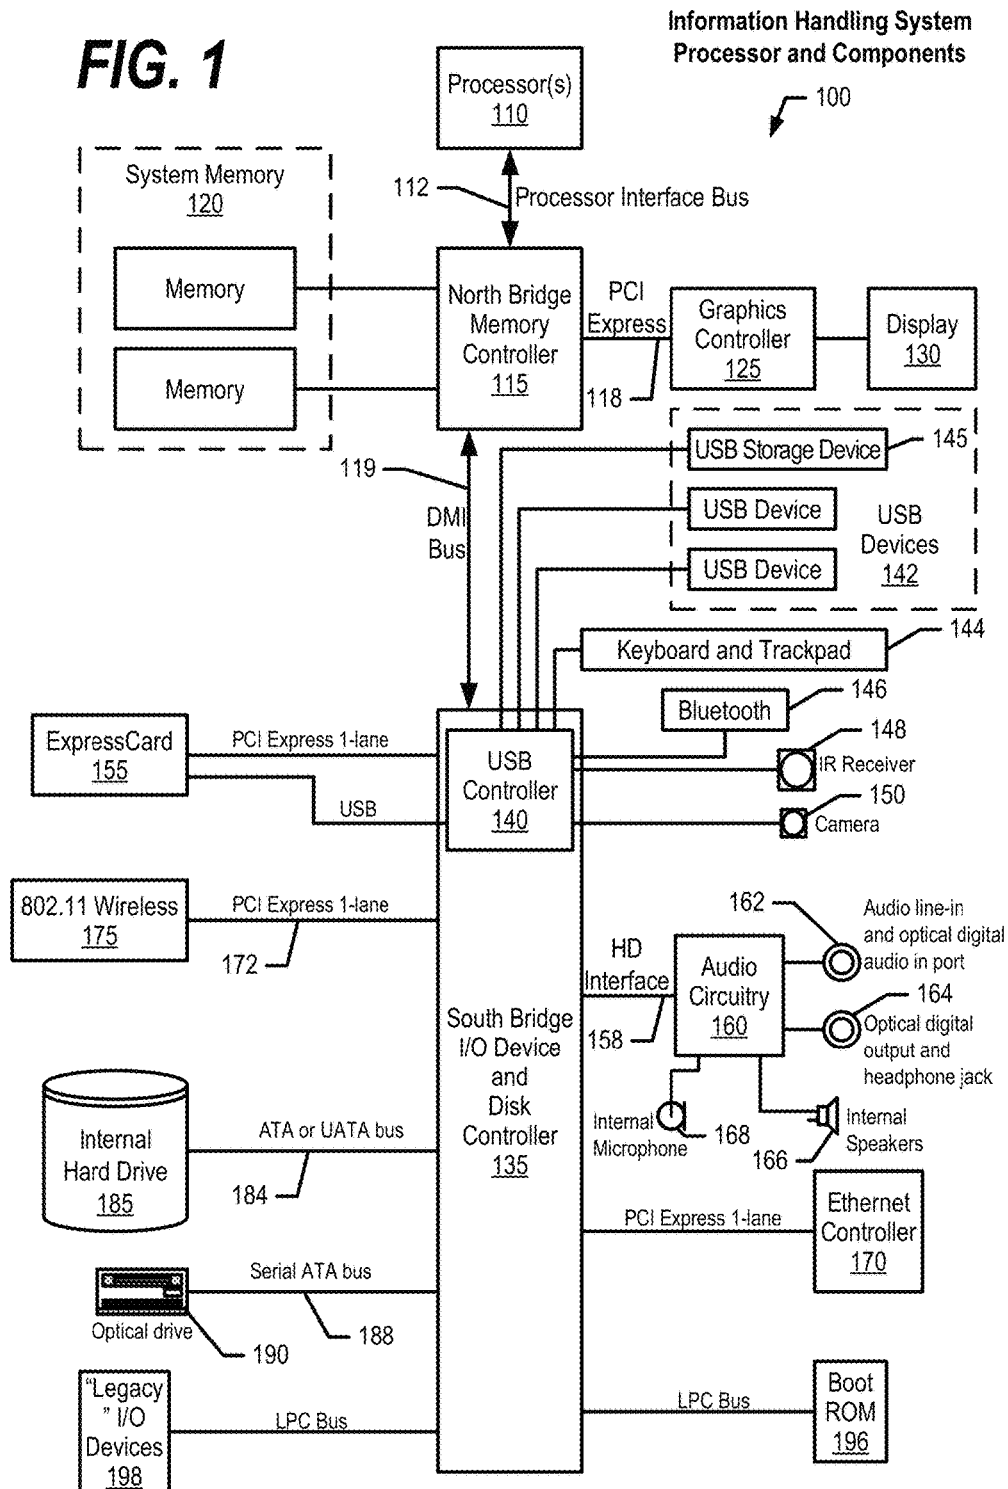 FIG. 1
Information Handling System
Processor and Components
100
Processor(s)
110
112
Processor Interface Bus
System Memory
120
Memory
Memory
North Bridge
Memory
Controller
115
PCI
Express
118
Graphics
Controller
125
Display
130
119
DMI
Bus
USB Storage Device
145
USB Device
USB Device
USB
Devices
142
Keyboard and Trackpad
144
Bluetooth
146
148
IR Receiver
150
Camera
ExpressCard
155
PCI Express 1-lane
USB
USB
Controller
140
802.11 Wireless
175
PCI Express 1-lane
172
South Bridge
I/O Device
and
Disk
Controller
135
HD
Interface
158
Audio
Circuitry
160
162
Audio line-in
and optical digital
audio in port
164
Optical digital
output and
headphone jack
Internal
Microphone
168
166
Internal
Speakers
Internal
Hard Drive
185
ATA or UATA bus
184
PCI Express 1-lane
Ethernet
Controller
170
Serial ATA bus
188
Optical drive
190
"Legacy
" I/O
Devices
198
LPC Bus
LPC Bus
Boot
ROM
196